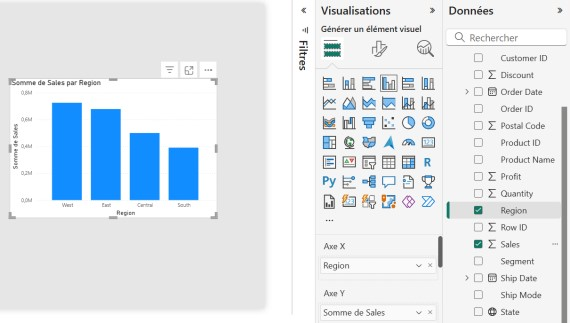 Visualisations
Données
Générer un élément visuel
Rechercher
Filtres
Customer ID
Discount
Order Date
Order ID
Postal Code
Product ID
Product Name
Profit
Quantity
Region
Row ID
Sales
Segment
Ship Date
Ship Mode
State
Somme de Sales par Region
0,8M
0,6M
0,4M
0,2M
0,0M
Somme de Sales
West East Central South
Region
R
Py
123
Axe X
Region
Axe Y
Somme de Sales